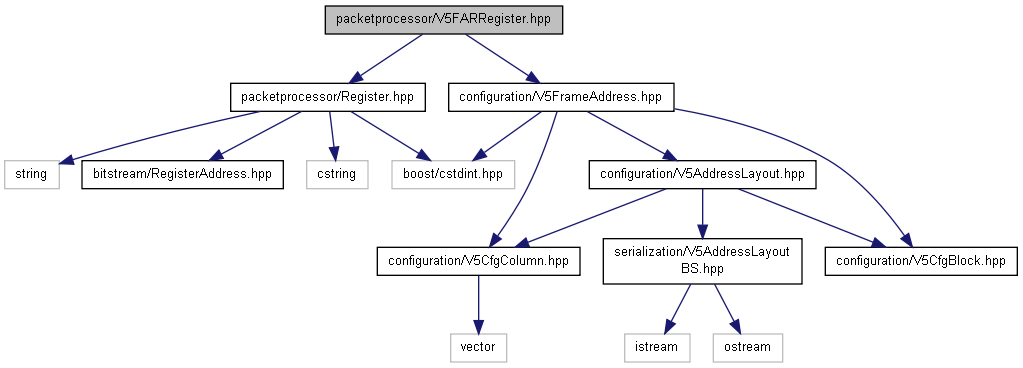 packetprocessor/V5FARRegister.hpp
packetprocessor/Register.hpp
configuration/V5FrameAddress.hpp
string
bitstream/RegisterAddress.hpp
cstring
boost/cstdint.hpp
configuration/V5AddressLayout.hpp
configuration/V5CfgColumn.hpp
serialization/V5AddressLayout
BS.hpp
configuration/V5CfgBlock.hpp
vector
istream
ostream